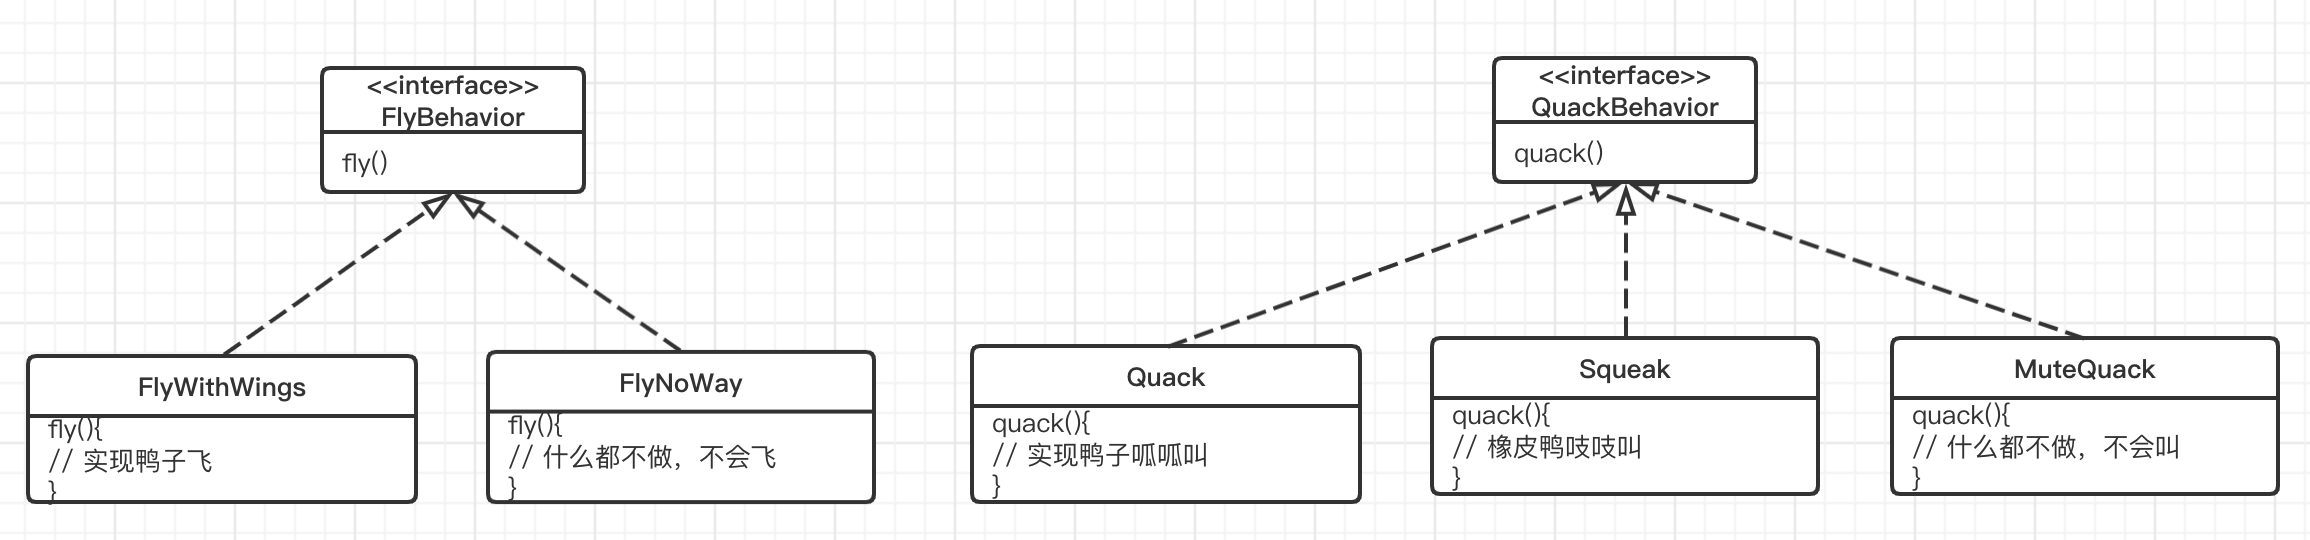 <<interface>>
FlyBehavior
fly()
<<interface>>
QuackBehavior
quack()
FlyWithWings
fly(){
// 实现鸭子飞
}
FlyNoWay
fly(){
// 什么都不做，不会飞
}
Quack
quack(){
// 实现鸭子呱呱叫
}
Squeak
quack(){
// 橡皮鸭吱吱叫
}
MuteQuack
quack(){
// 什么都不做，不会叫
}